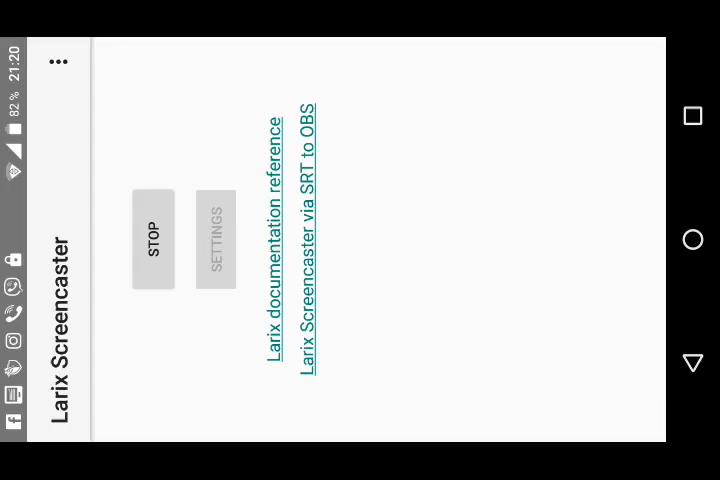 82 % 21:20
Larix Screencaster
STOP
SETTINGS
Larix documentation reference
Larix Screencaster via SRT to OBS